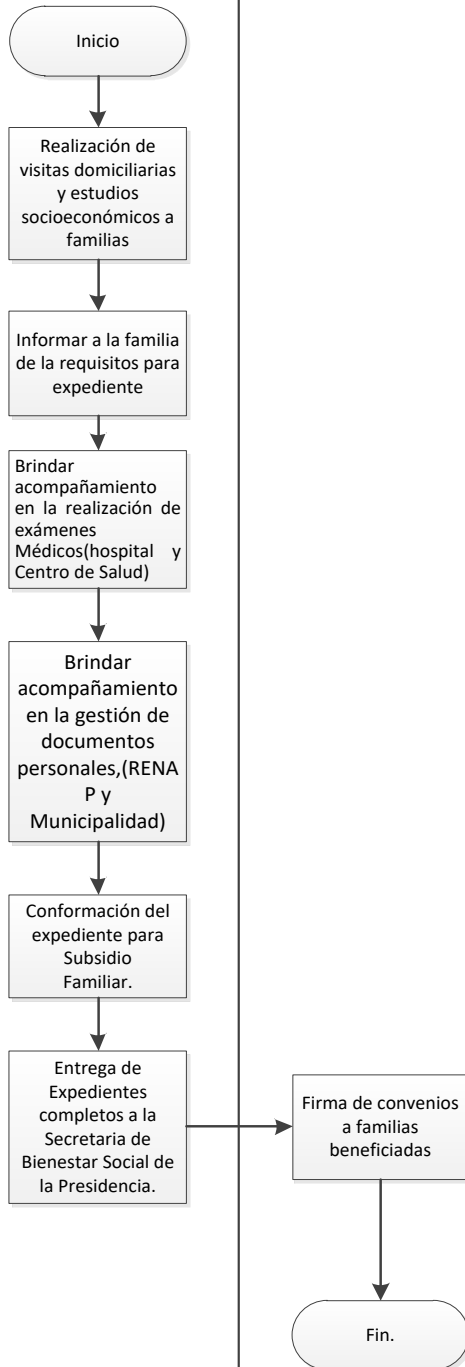 Inicio
Realización de
visitas domiciliarias
y estudios
socioeconómicos a
familias
Informar a la familia
de la requisitos para
expediente
Brindar
acompañamiento
en la realización de
exámenes
Médicos(hospital y
Centro de Salud)
Brindar
acompañamiento
en la gestión de
documentos
personales,(RENA
P y
Municipalidad)
Conformación del
expediente para
Subsidio
Familiar.
Entrega de
Expedientes
completos a la
Secretaria de
Bienestar Social de
la Presidencia.
Firma de convenios
a familias
beneficiadas
Fin.